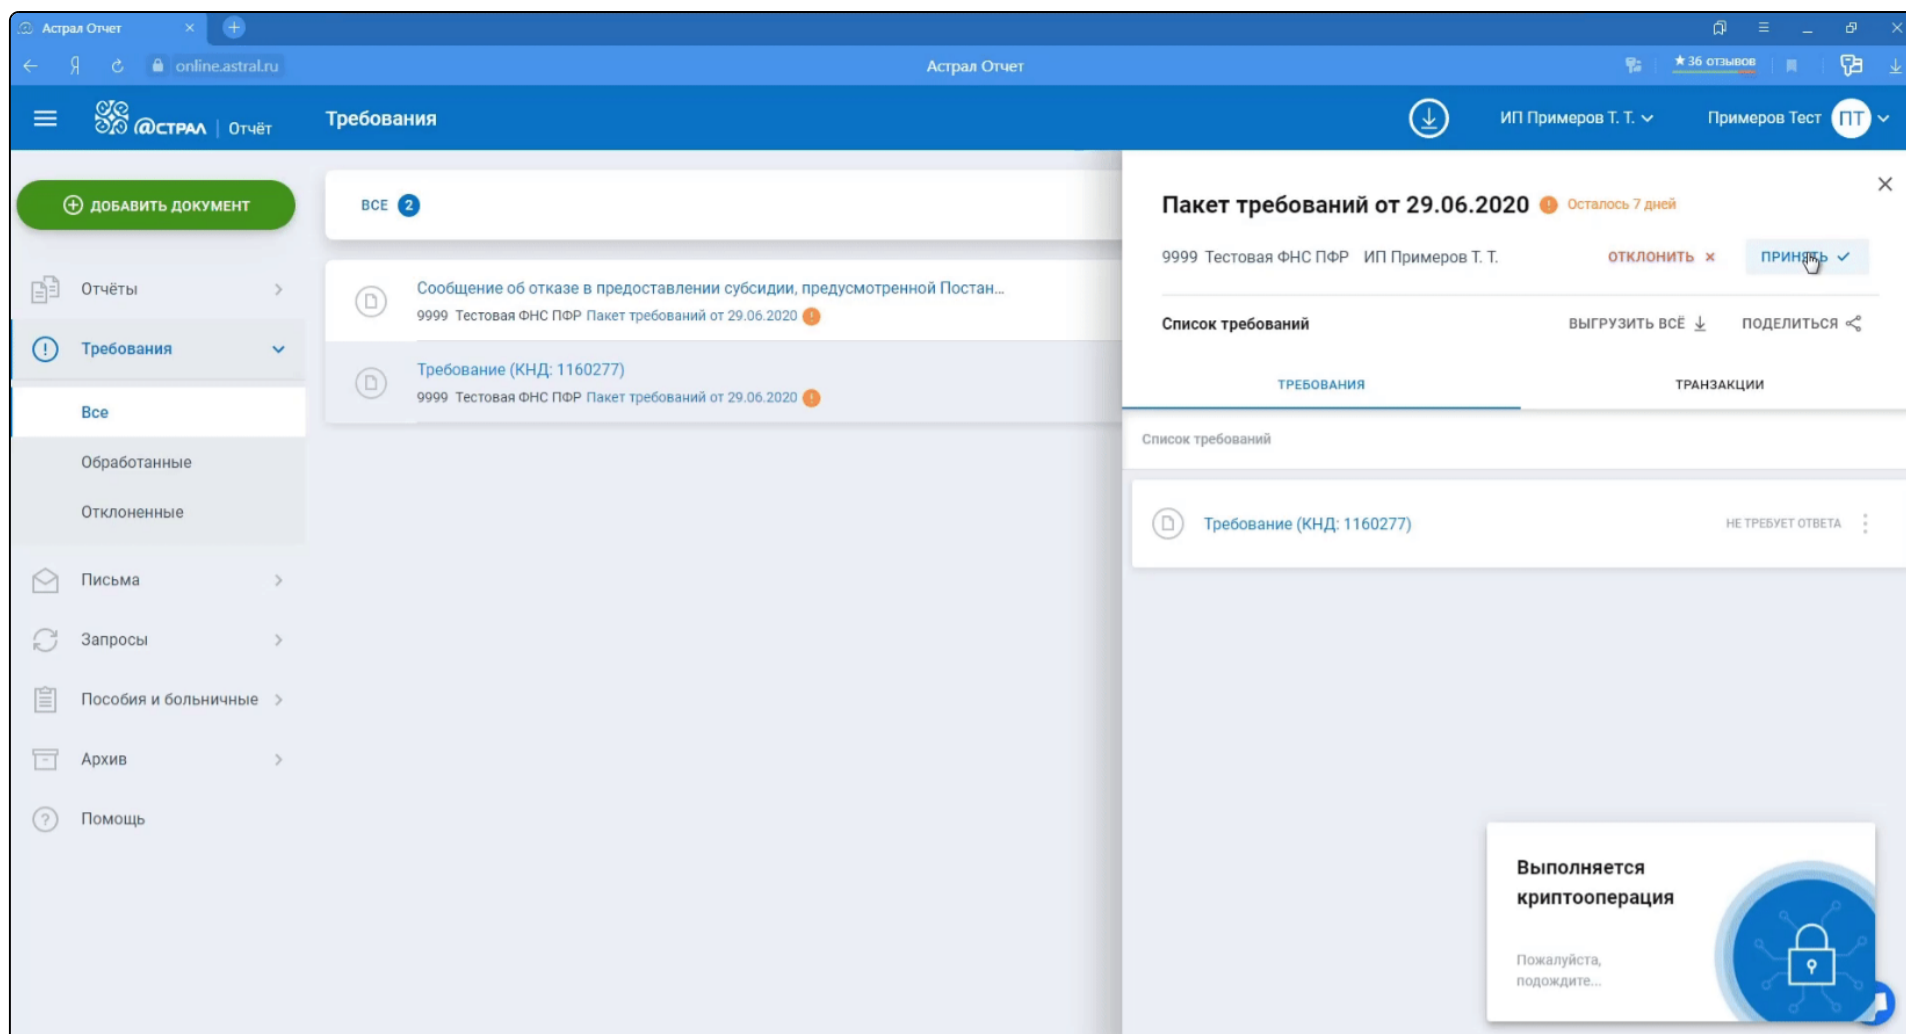 Астрал Отчет
online.astral.ru
Астрал Отчет
★36 отзывов
@СТРАЛ | Отчёт
Требования
ИП Примеров Т. Т.
Примеров Тест
ПТ
ДОБАВИТЬ ДОКУМЕНТ
Отчёты
Требования
Все
Обработанные
Отклоненные
Письма
Запросы
Пособия и больничные
Архив
Помощь
ВСЕ 2
Сообщение об отказе в предоставлении субсидии, предусмотренной Постан...
9999 Тестовая ФНС ПФР Пакет требований от 29.06.2020
Требование (КНД: 1160277)
9999 Тестовая ФНС ПФР Пакет требований от 29.06.2020
Пакет требований от 29.06.2020 Осталось 7 дней
9999 Тестовая ФНС ПФР ИП Примеров Т. Т. ОТКЛОНИТЬ ПРИНЯТЬ
Список требований ВЫГРУЗИТЬ ВСЁ ПОДЕЛИТЬСЯ
ТРЕБОВАНИЯ ТРАНЗАКЦИИ
Список требований
Требование (КНД: 1160277) НЕ ТРЕБУЕТ ОТВЕТА
Выполняется
криптооперация
Пожалуйста,
подождите...